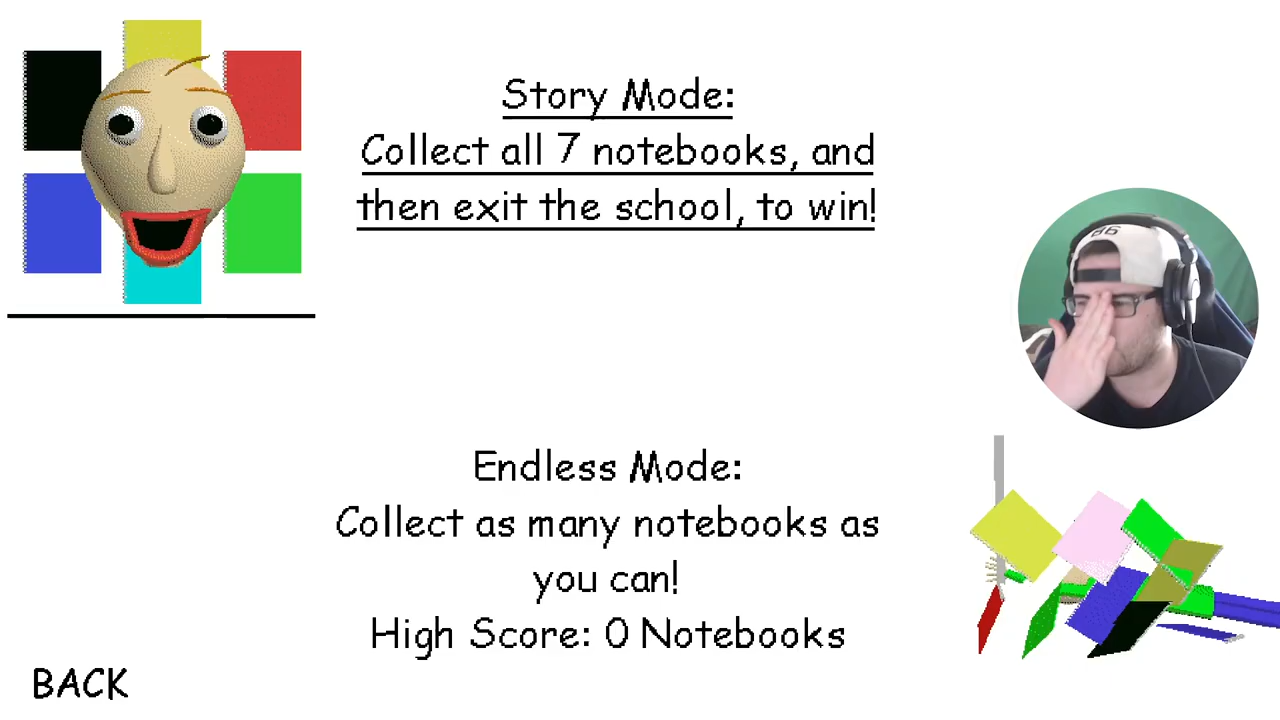 Story Mode:
Collect all 7 notebooks, and
then exit the school, to win!
Endless Mode:
Collect as many notebooks as
you can!
High Score: 0 Notebooks
BACK